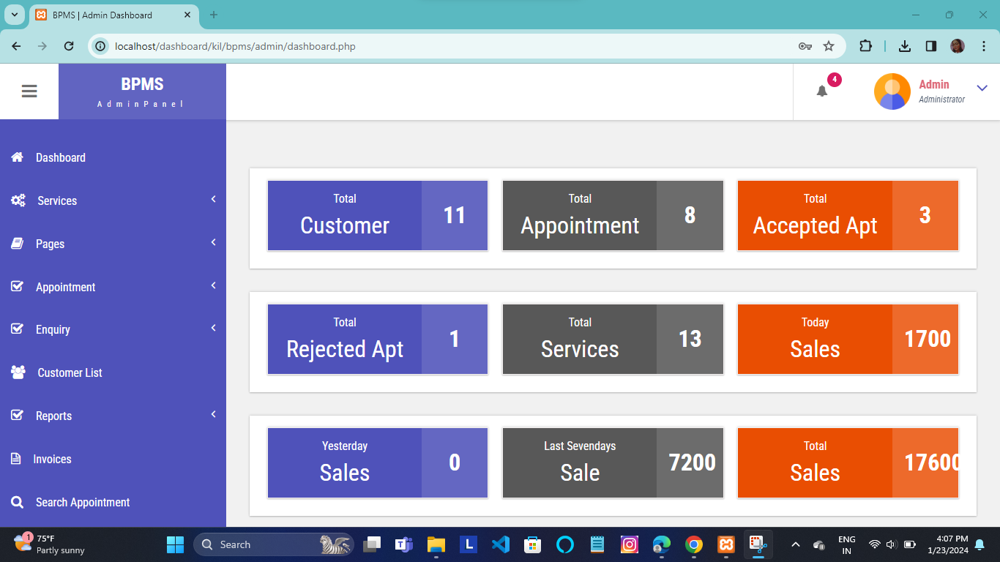 BPMS | Admin Dashboard
localhost/dashboard/kil/bpms/admin/dashboard.php
BPMS
AdminPanel
4
Admin
Administrator
Dashboard
Services
Pages
Appointment
Enquiry
Customer List
Reports
Invoices
Search Appointment
Total
Customer
11
Total
Appointment
8
Total
Accepted Apt
3
Total
Rejected Apt
1
Total
Services
13
Today
Sales
1700
Yesterday
Sales
0
Last Sevendays
Sale
7200
Total
Sales
17600
1
75°F
Partly sunny
Search
L
ENG
IN
4:07 PM
1/23/2024